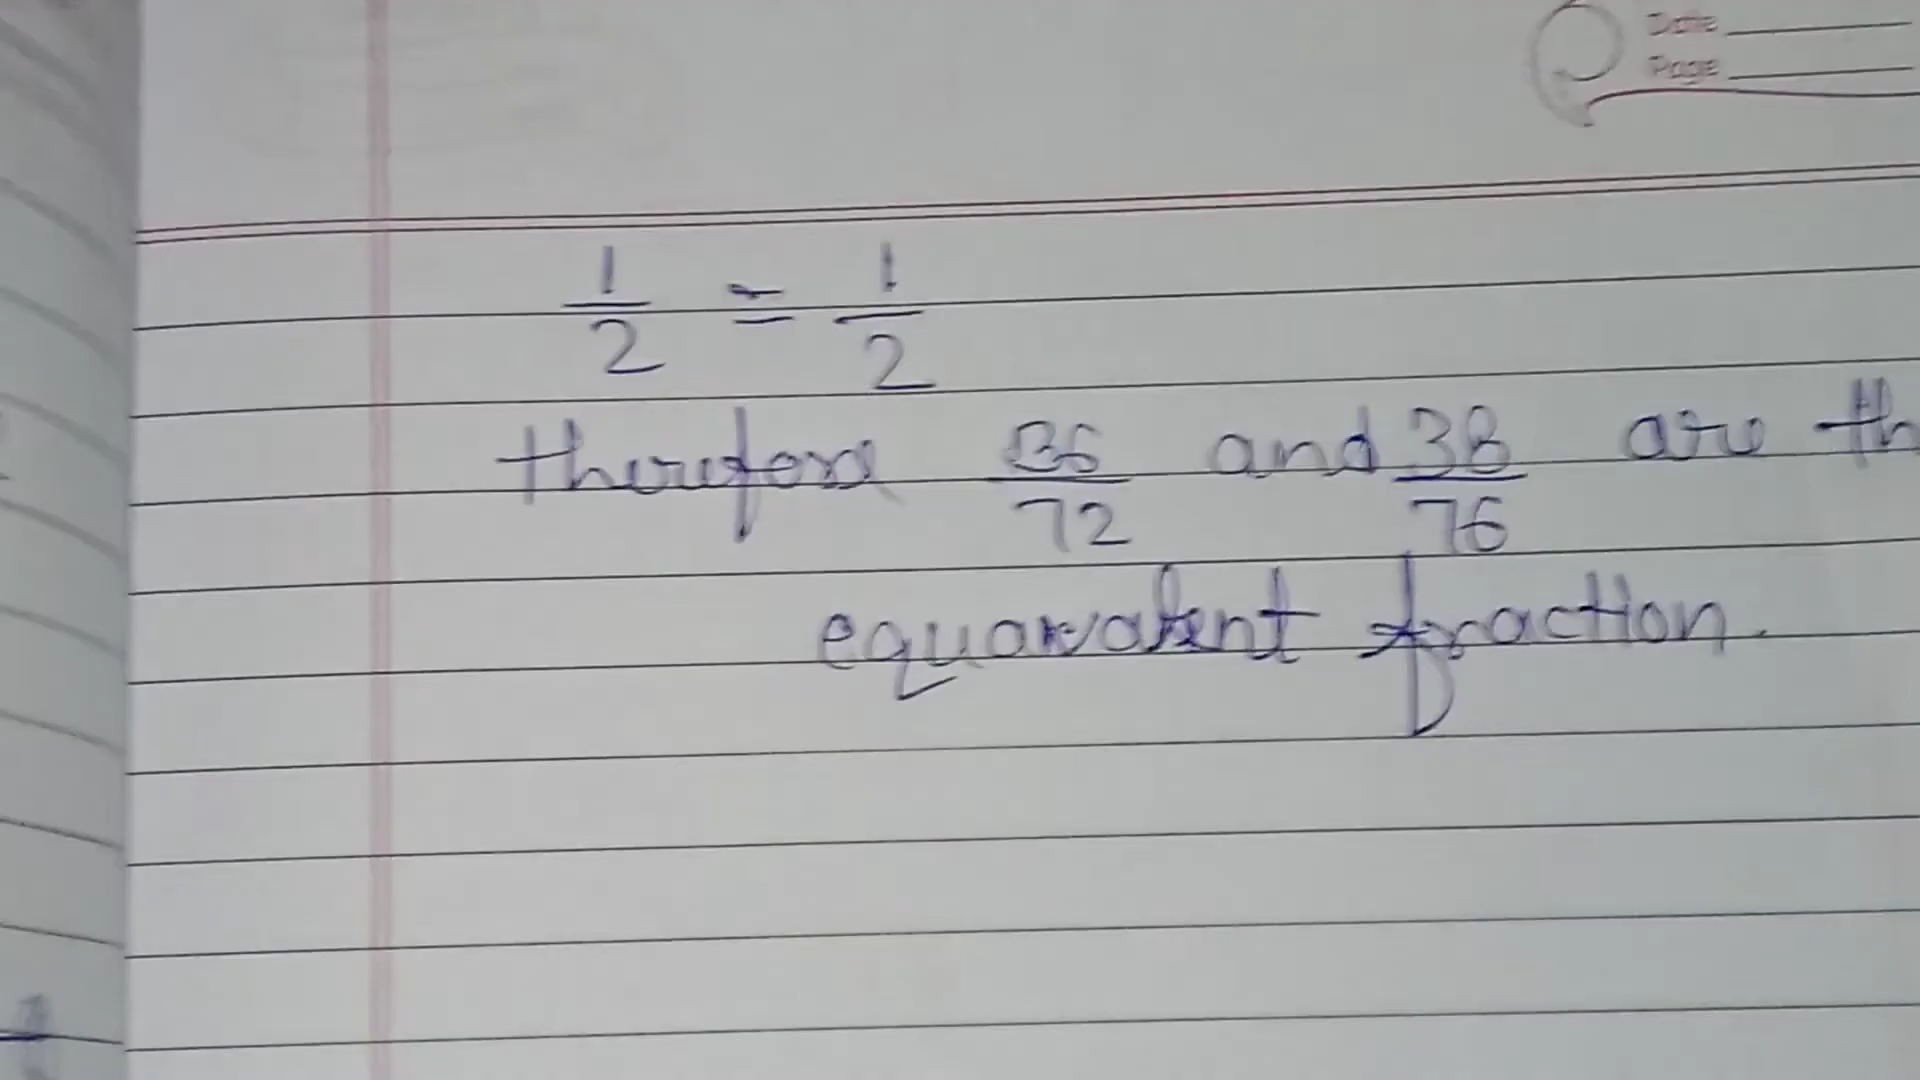 Date
Page
1/2 = 1/2
therefore 36/72 and 38/76 are th
equavalent fraction.